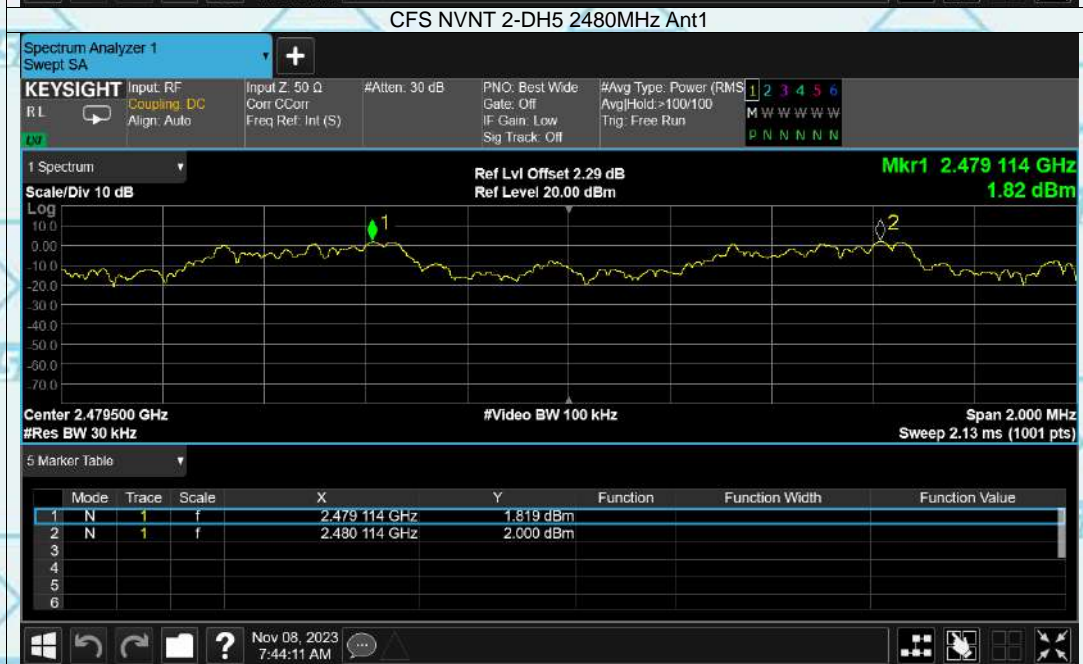 CFS NVNT 2-DH5 2480MHz Ant1
Spectrum Analyzer 1
Swept SA
+
KEYSIGHT Input: RF Input Z: 50 Ω #Atten: 30 dB PNO: Best Wide #Avg Type: Power (RMS 1 2 3 4 5 6
RL Coupling: DC Corr CCorr Gate: Off Avg|Hold:>100/100 M W W W W W
Align: Auto Freq Ref: Int (S) IF Gain: Low Trig: Free Run
LXI Sig Track: Off P N N N N N
1 Spectrum Ref Lvl Offset 2.29 dB Mkr1 2.479 114 GHz
Scale/Div 10 dB Ref Level 20.00 dBm 1.82 dBm
Log
10.0
1
2
0.00
-10.0
-20.0
-30.0
-40.0
-50.0
-60.0
-70.0
Center 2.479500 GHz #Video BW 100 kHz Span 2.000 MHz
#Res BW 30 kHz Sweep 2.13 ms (1001 pts)
5 Marker Table
Mode Trace Scale X Y Function Function Width Function Value
1 N 1 f 2.479 114 GHz 1.819 dBm
2 N 1 f 2.480 114 GHz 2.000 dBm
3
4
5
6
? Nov 08, 2023
7:44:11 AM